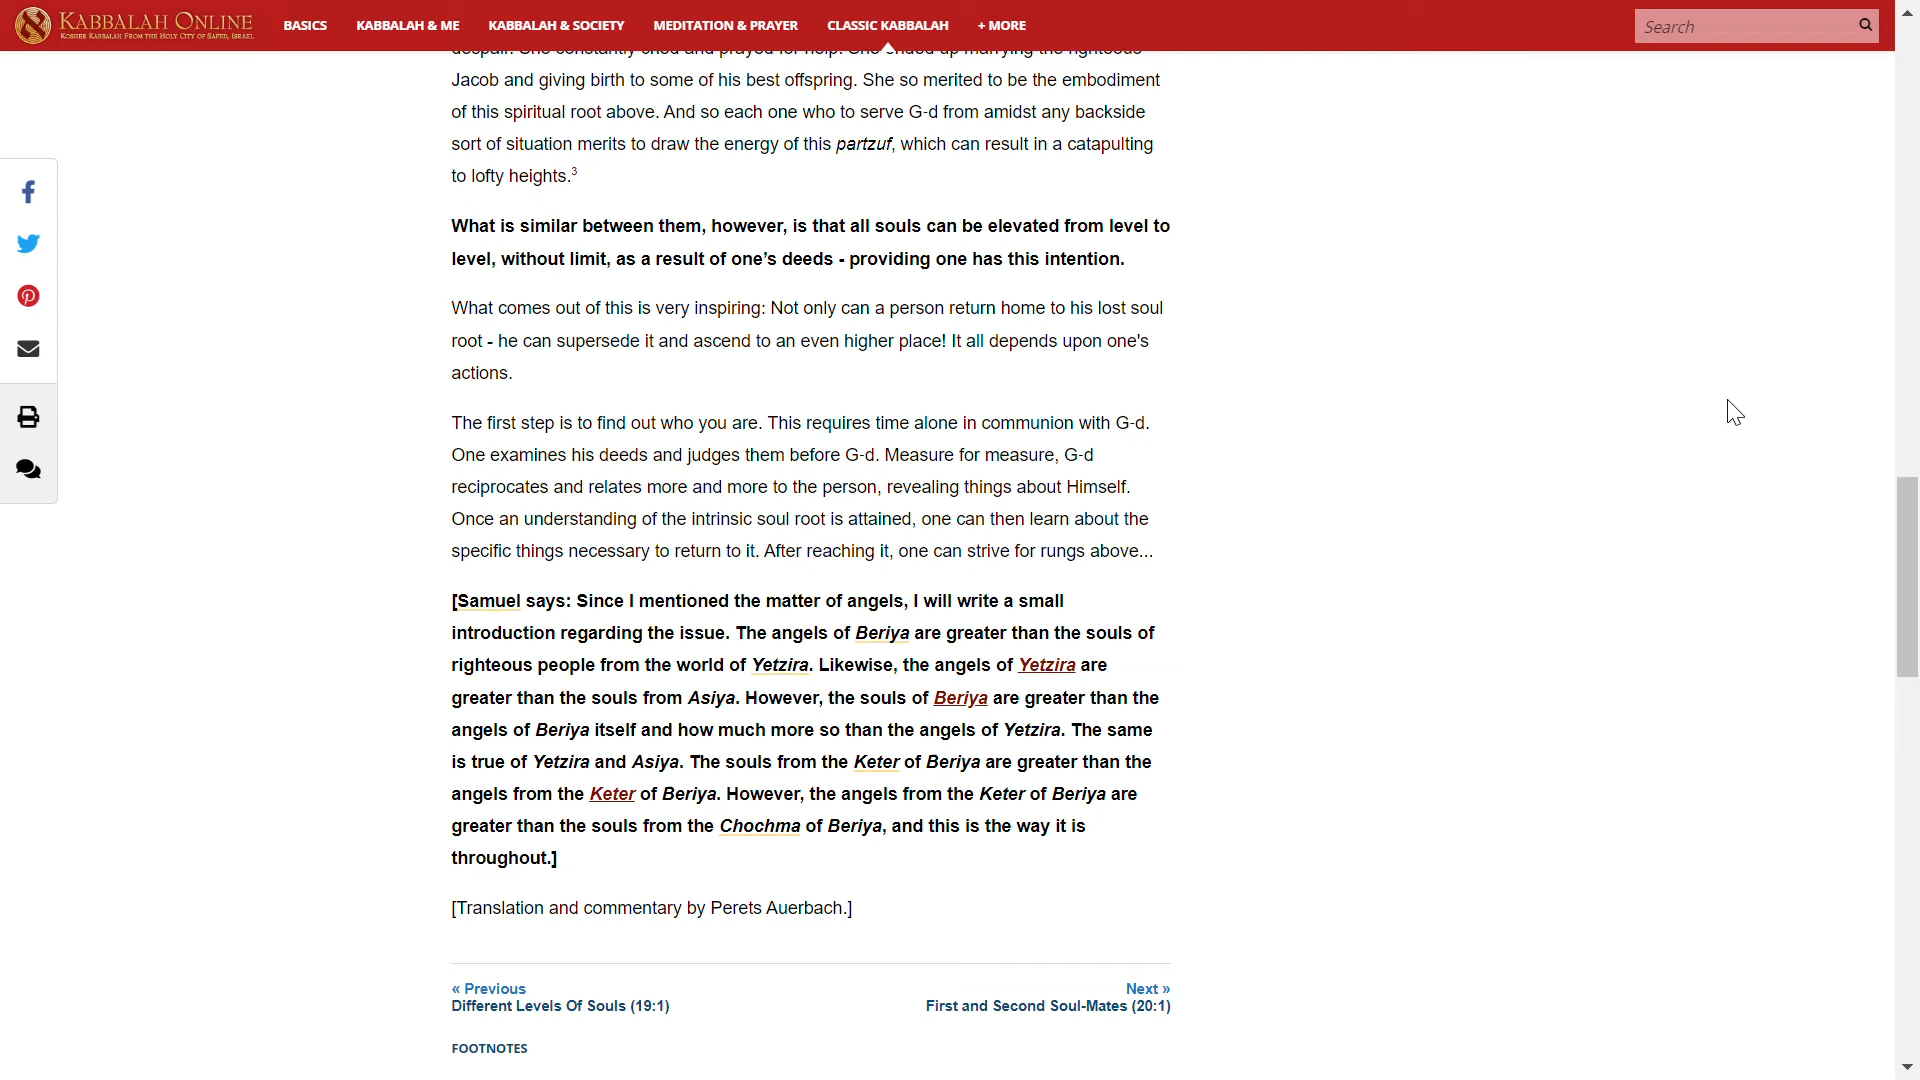 KABBALAH ONLINE
KOSHER KABBALAH FROM THE HOLY CITY OF SAFED, ISRAEL
BASICS
KABBALAH & ME
KABBALAH & SOCIETY
MEDITATION & PRAYER
CLASSIC KABBALAH
+ MORE
Search
despair. She constantly cried and prayed for help. She ended up marrying the righteous
Jacob and giving birth to some of his best offspring. She so merited to be the embodiment
of this spiritual root above. And so each one who to serve G-d from amidst any backside
sort of situation merits to draw the energy of this partzuf, which can result in a catapulting
to lofty heights.3
What is similar between them, however, is that all souls can be elevated from level to
level, without limit, as a result of one’s deeds - providing one has this intention.
What comes out of this is very inspiring: Not only can a person return home to his lost soul
root - he can supersede it and ascend to an even higher place! It all depends upon one's
actions.
The first step is to find out who you are. This requires time alone in communion with G-d.
One examines his deeds and judges them before G-d. Measure for measure, G-d
reciprocates and relates more and more to the person, revealing things about Himself.
Once an understanding of the intrinsic soul root is attained, one can then learn about the
specific things necessary to return to it. After reaching it, one can strive for rungs above...
[Samuel says: Since I mentioned the matter of angels, I will write a small
introduction regarding the issue. The angels of Beriya are greater than the souls of
righteous people from the world of Yetzira. Likewise, the angels of Yetzira are
greater than the souls from Asiya. However, the souls of Beriya are greater than the
angels of Beriya itself and how much more so than the angels of Yetzira. The same
is true of Yetzira and Asiya. The souls from the Keter of Beriya are greater than the
angels from the Keter of Beriya. However, the angels from the Keter of Beriya are
greater than the souls from the Chochma of Beriya, and this is the way it is
throughout.]
[Translation and commentary by Perets Auerbach.]
« Previous
Different Levels Of Souls (19:1)
Next »
First and Second Soul-Mates (20:1)
FOOTNOTES